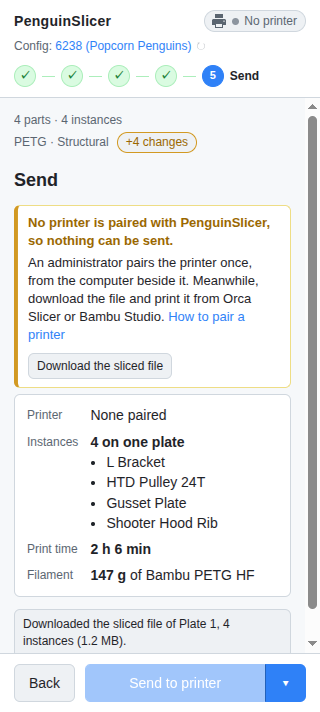 PenguinSlicer
No printer
Config: 6238 (Popcorn Penguins)
✓ ✓ ✓ ✓ 5 Send
4 parts · 4 instances
PETG · Structural +4 changes
Send
No printer is paired with PenguinSlicer,
so nothing can be sent.
An administrator pairs the printer once,
from the computer beside it. Meanwhile,
download the file and print it from Orca
Slicer or Bambu Studio. How to pair a
printer
Download the sliced file
Printer None paired
Instances 4 on one plate
• L Bracket
• HTD Pulley 24T
• Gusset Plate
• Shooter Hood Rib
Print time 2 h 6 min
Filament 147 g of Bambu PETG HF
Downloaded the sliced file of Plate 1, 4
instances (1.2 MB).
Back Send to printer